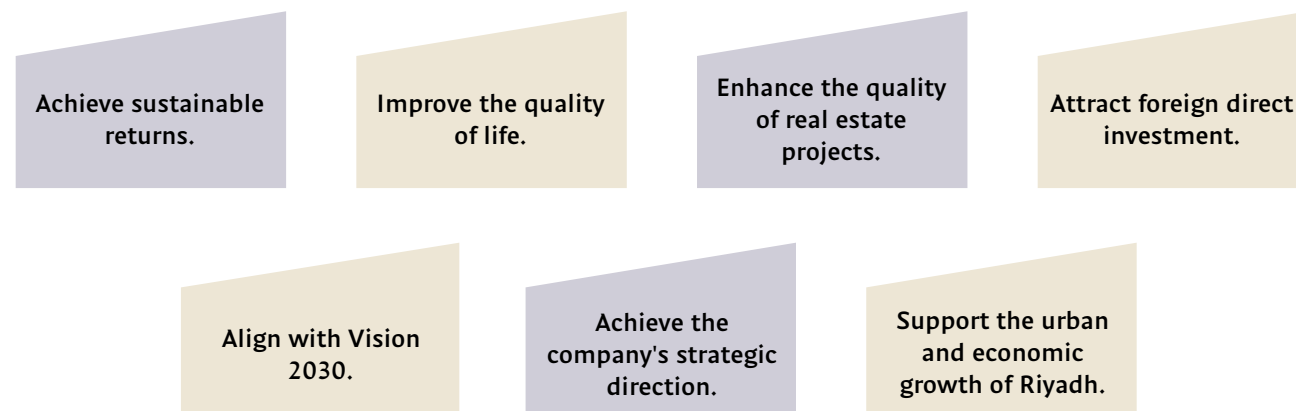 Achieve sustainable
returns.
Improve the quality
of life.
Enhance the quality
of real estate
projects.
Attract foreign direct
investment.
Align with Vision
2030.
Achieve the
company's strategic
direction.
Support the urban
and economic
growth of Riyadh.